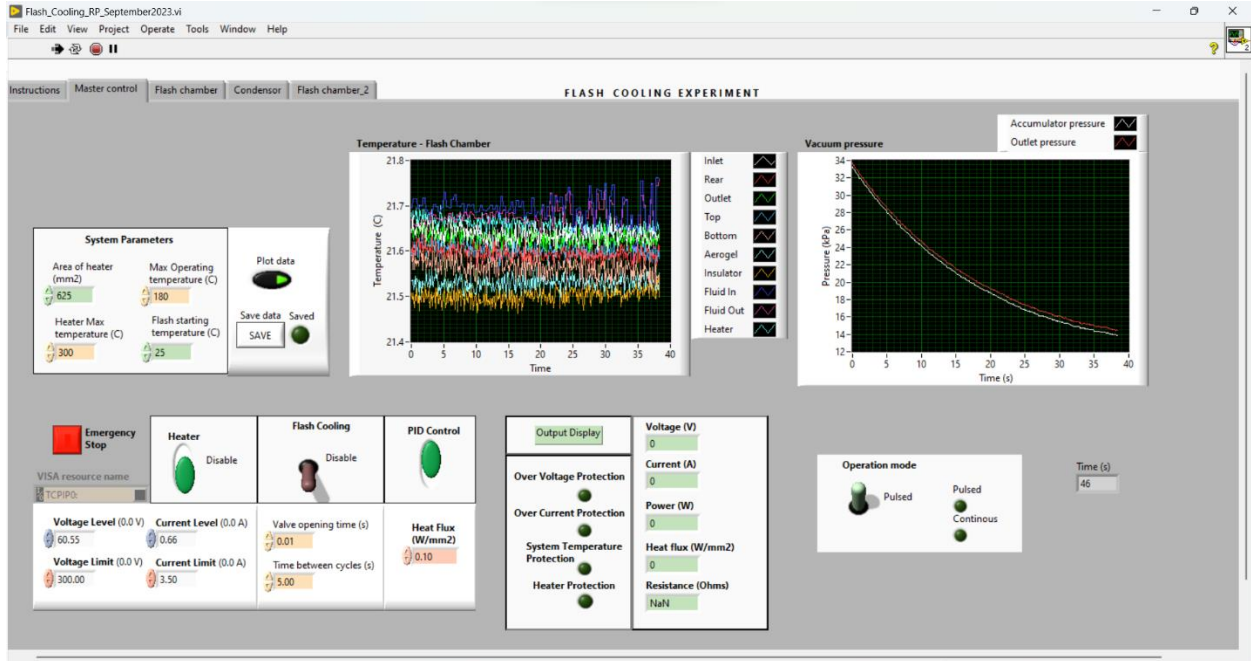 Flash_Cooling_RP_September2023.vi
File Edit View Project Operate Tools Window Help
2
Instructions Master control Flash chamber Condensor Flash chamber_2
FLASH COOLING EXPERIMENT
System Parameters
Area of heater
(mm2)
625
Max Operating
temperature (C)
180
Heater Max
temperature (C)
300
Flash starting
temperature (C)
25
Plot data
Save data Saved
SAVE
Temperature - Flash Chamber
Temperature (C)
21.8
21.7
21.6
21.5
21.4
0 5 10 15 20 25 30 35 40
Time
Inlet
Rear
Outlet
Top
Bottom
Aerogel
Insulator
Fluid In
Fluid Out
Heater
Vacuum pressure
Accumulator pressure
Outlet pressure
Pressure (kPa)
34
32
30
28
26
24
22
20
18
16
14
12
0 5 10 15 20 25 30 35 40
Time (s)
Emergency
Stop
VISA resource name
TCPIP0:
Heater
Disable
Flash Cooling
Disable
PID Control
Voltage Level (0.0 V)
60.55
Current Level (0.0 A)
0.66
Voltage Limit (0.0 V)
300.00
Current Limit (0.0 A)
3.50
Valve opening time (s)
0.01
Time between cycles (s)
5.00
Heat Flux
(W/mm2)
0.10
Output Display
Over Voltage Protection
Over Current Protection
System Temperature
Protection
Heater Protection
Voltage (V)
0
Current (A)
0
Power (W)
0
Heat flux (W/mm2)
0
Resistance (Ohms)
NaN
Operation mode
Pulsed
Pulsed
Continous
Time (s)
46